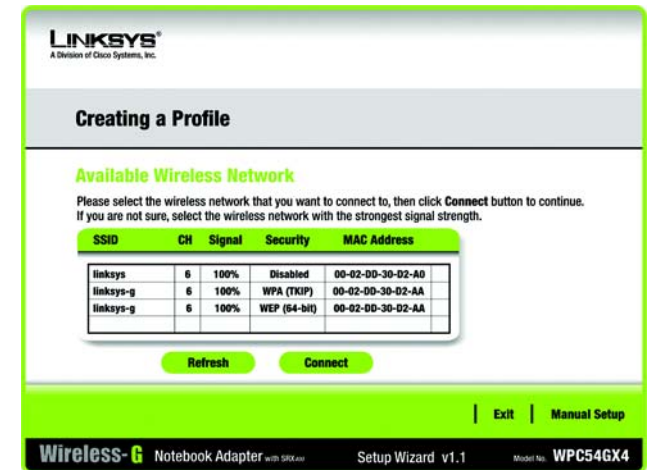 LINKSYS®
A Division of Cisco Systems, Inc.
Creating a Profile
Available Wireless Network
Please select the wireless network that you want to connect to, then click Connect button to continue.
If you are not sure, select the wireless network with the strongest signal strength.
SSID CH Signal Security MAC Address
linksys 6 100% Disabled 00-02-DD-30-D2-A0
linksys-g 6 100% WPA (TKIP) 00-02-DD-30-D2-AA
linksys-g 6 100% WEP (64-bit) 00-02-DD-30-D2-AA
Refresh Connect
Exit Manual Setup
Wireless-G Notebook Adapter with SRX400 Setup Wizard v1.1 Model No. WPC54GX4